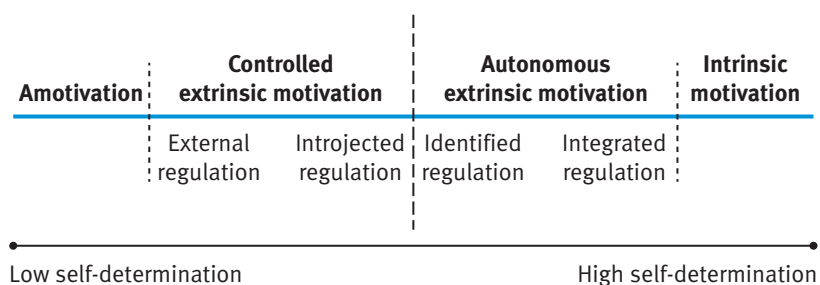 Controlled
extrinsic motivation
Autonomous
extrinsic motivation
Intrinsic
motivation
Amotivation
External
regulation
Introjected
regulation
Identified
regulation
Integrated
regulation
Low self-determination
High self-determination